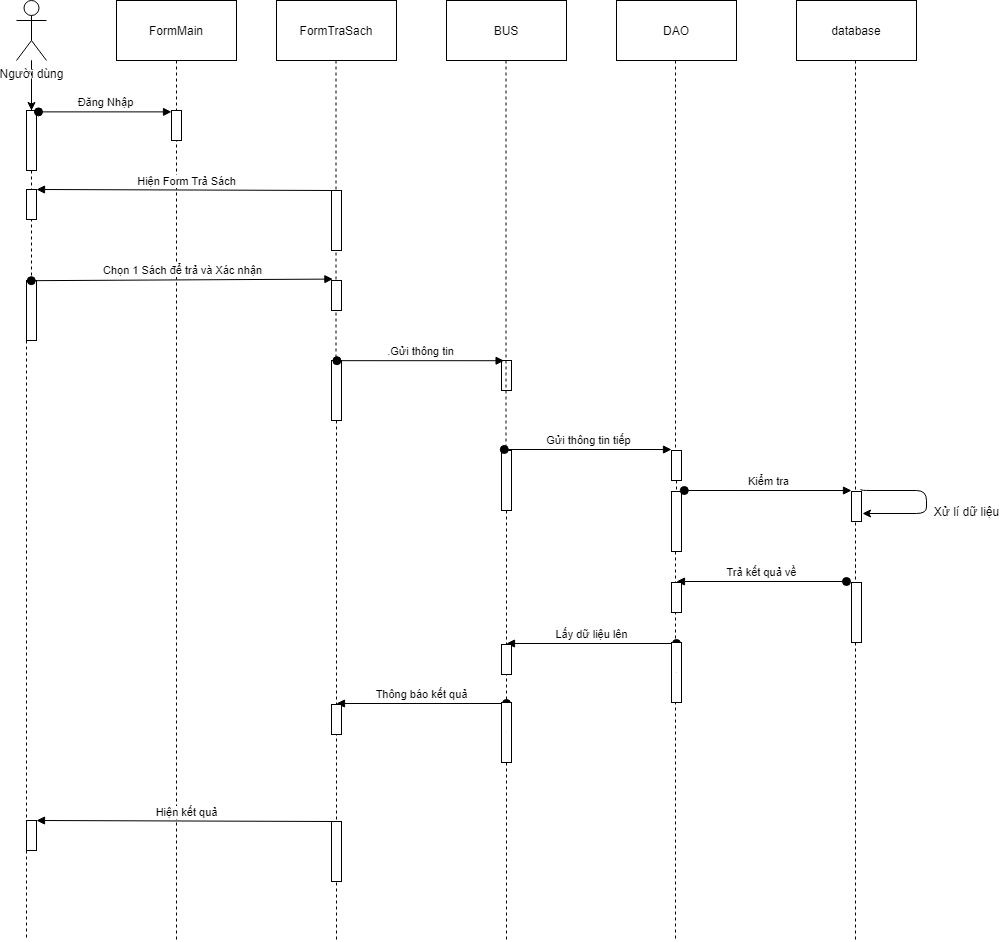 FormMain
FormTraSach
BUS
DAO
database
Người dùng
Đăng Nhập
Hiện Form Trả Sách
Chọn 1 Sách để trả và Xác nhận
.Gửi thông tin
Gửi thông tin tiếp
Kiểm tra
Xử lí dữ liệu
Trả kết quả về
Lấy dữ liệu lên
Thông báo kết quả
Hiện kết quả